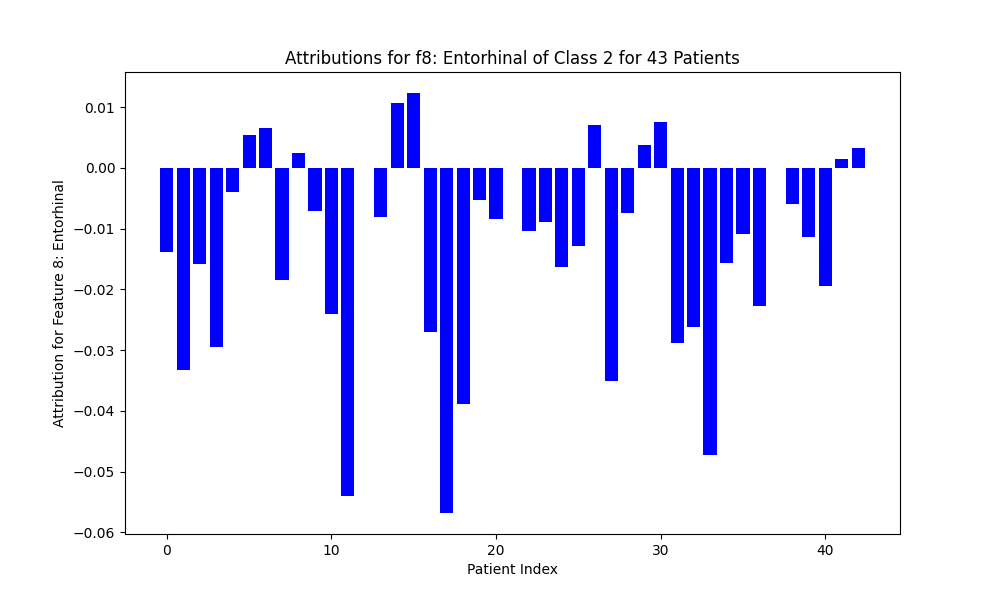 Attributions for f8: Entorhinal of Class 2 for 43 Patients
Attribution for Feature 8: Entorhinal
0.01
0.00
−0.01
−0.02
−0.03
−0.04
−0.05
−0.06
0 10 20 30 40
Patient Index